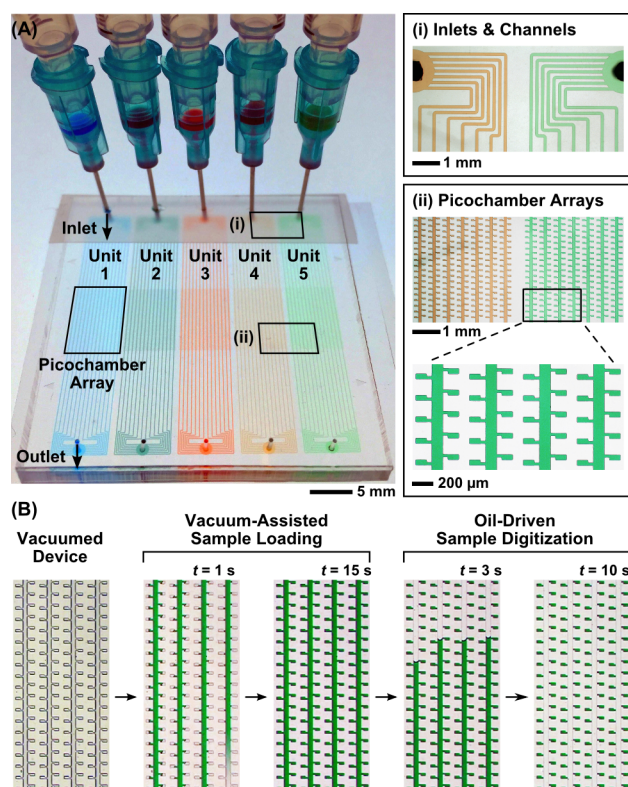 (A)
Inlet
Unit
1
Unit
2
Unit
3
Unit
4
Unit
5
(i)
(ii)
Picochamber
Array
Outlet
5 mm
(i) Inlets & Channels
1 mm
(ii) Picochamber Arrays
1 mm
200 µm
(B)
Vacuumed
Device
Vacuum-Assisted
Sample Loading
t = 1 s
t = 15 s
Oil-Driven
Sample Digitization
t = 3 s
t = 10 s